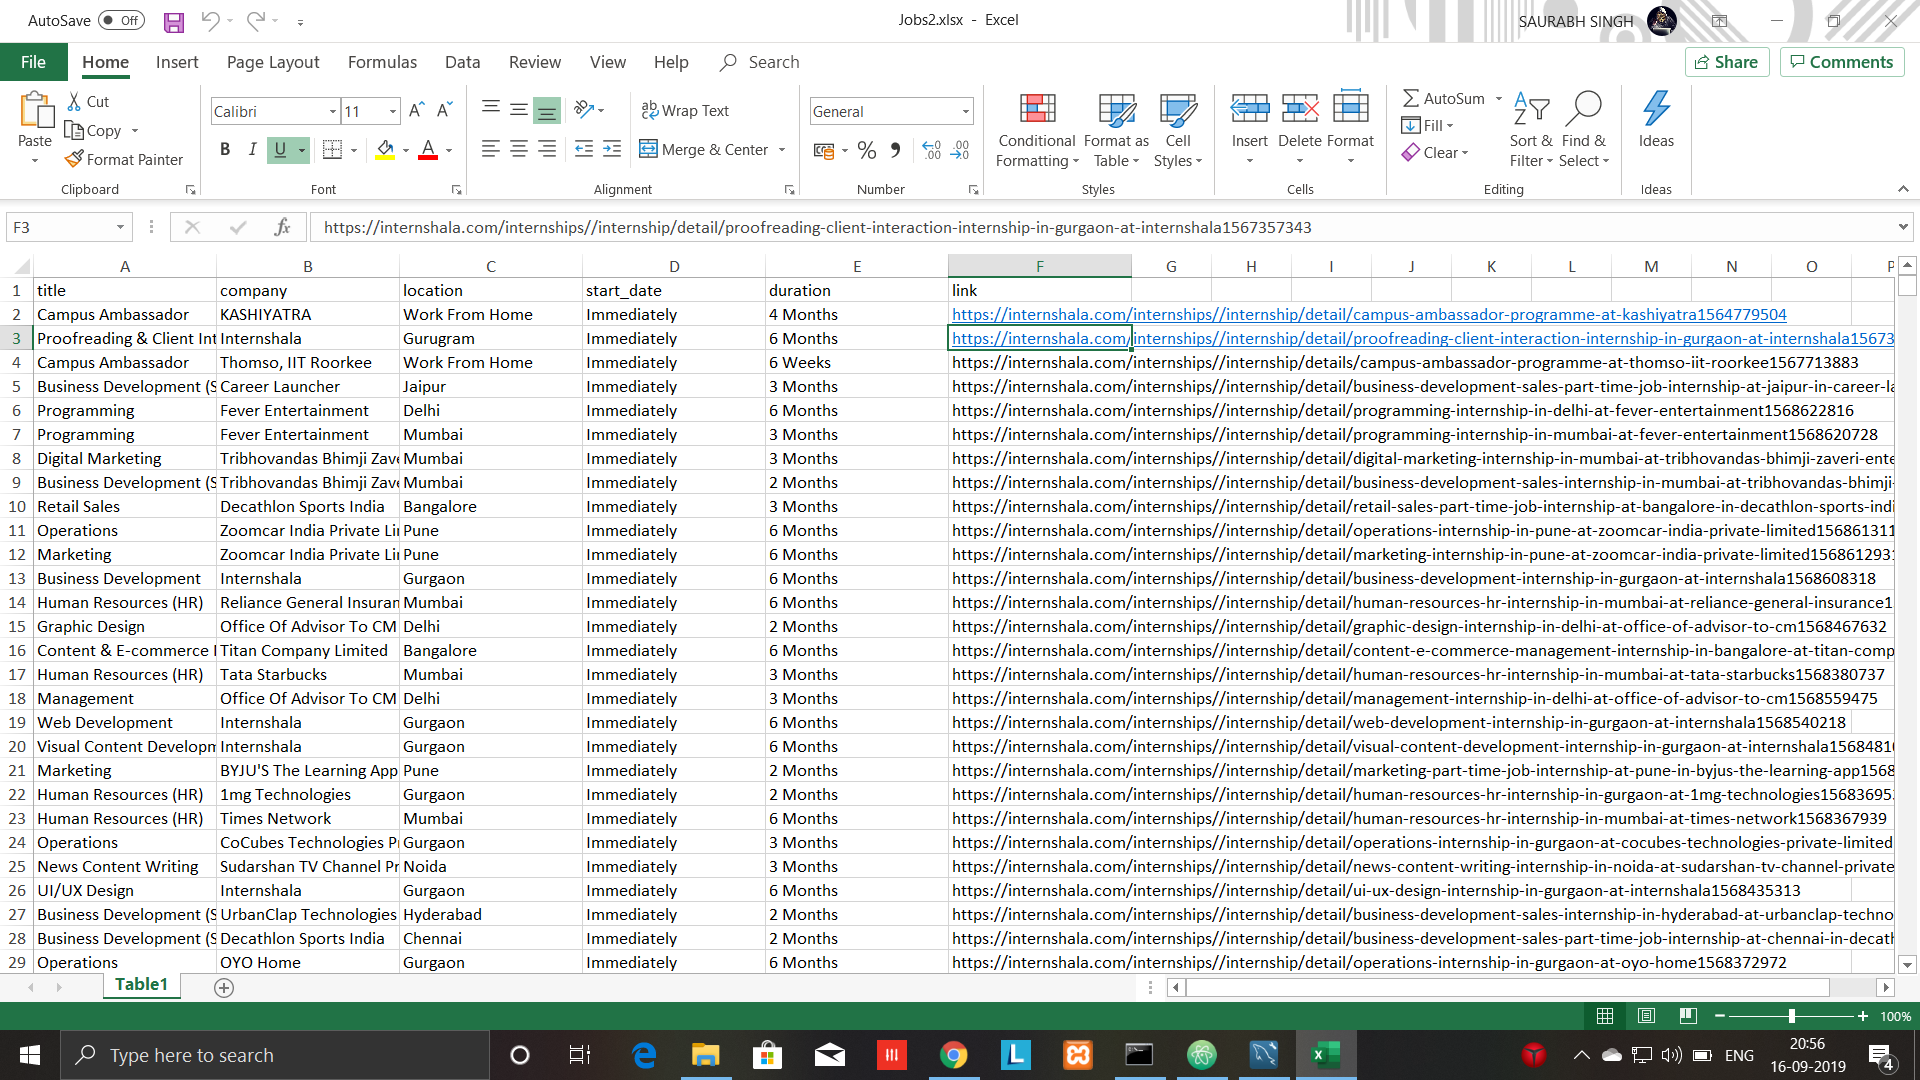 AutoSave Off Jobs2.xlsx - Excel SAURABH SINGH
File Home Insert Page Layout Formulas Data Review View Help Search Share Comments
Paste Cut Copy Format Painter Clipboard
Calibri 11 B I U A Font
Wrap Text Merge & Center Alignment
General % Number
Conditional Formatting Format as Table Cell Styles Styles
Insert Delete Format Cells
AutoSum Fill Clear Sort & Filter Find & Select Editing
Ideas Ideas
F3 fx https://internshala.com/internships//internship/detail/proofreading-client-interaction-internship-in-gurgaon-at-internshala1567357343
A B C D E F G H I J K L M N O P
1 title company location start_date duration link
2 Campus Ambassador KASHIYATRA Work From Home Immediately 4 Months https://internshala.com/internships//internship/detail/campus-ambassador-programme-at-kashiyatra1564779504
3 Proofreading & Client Int Internshala Gurugram Immediately 6 Months https://internshala.com/internships//internship/detail/proofreading-client-interaction-internship-in-gurgaon-at-internshala15673
4 Campus Ambassador Thomso, IIT Roorkee Work From Home Immediately 6 Weeks https://internshala.com/internships//internship/details/campus-ambassador-programme-at-thomso-iit-roorkee1567713883
5 Business Development (S Career Launcher Jaipur Immediately 3 Months https://internshala.com/internships//internship/detail/business-development-sales-part-time-job-internship-at-jaipur-in-career-la
6 Programming Fever Entertainment Delhi Immediately 6 Months https://internshala.com/internships//internship/detail/programming-internship-in-delhi-at-fever-entertainment1568622816
7 Programming Fever Entertainment Mumbai Immediately 3 Months https://internshala.com/internships//internship/detail/programming-internship-in-mumbai-at-fever-entertainment1568620728
8 Digital Marketing Tribhovandas Bhimji Zave Mumbai Immediately 3 Months https://internshala.com/internships//internship/detail/digital-marketing-internship-in-mumbai-at-tribhovandas-bhimji-zaveri-ente
9 Business Development (S Tribhovandas Bhimji Zave Mumbai Immediately 2 Months https://internshala.com/internships//internship/detail/business-development-sales-internship-in-mumbai-at-tribhovandas-bhimji-
10 Retail Sales Decathlon Sports India Bangalore Immediately 3 Months https://internshala.com/internships//internship/detail/retail-sales-part-time-job-internship-at-bangalore-in-decathlon-sports-indi
11 Operations Zoomcar India Private Li Pune Immediately 6 Months https://internshala.com/internships//internship/detail/operations-internship-in-pune-at-zoomcar-india-private-limited156861311
12 Marketing Zoomcar India Private Li Pune Immediately 6 Months https://internshala.com/internships//internship/detail/marketing-internship-in-pune-at-zoomcar-india-private-limited1568612931
13 Business Development Internshala Gurgaon Immediately 6 Months https://internshala.com/internships//internship/detail/business-development-internship-in-gurgaon-at-internshala1568608318
14 Human Resources (HR) Reliance General Insuran Mumbai Immediately 6 Months https://internshala.com/internships//internship/detail/human-resources-hr-internship-in-mumbai-at-reliance-general-insurance1
15 Graphic Design Office Of Advisor To CM Delhi Immediately 2 Months https://internshala.com/internships//internship/detail/graphic-design-internship-in-delhi-at-office-of-advisor-to-cm1568467632
16 Content & E-commerce Titan Company Limited Bangalore Immediately 6 Months https://internshala.com/internships//internship/detail/content-e-commerce-management-internship-in-bangalore-at-titan-comp
17 Human Resources (HR) Tata Starbucks Mumbai Immediately 3 Months https://internshala.com/internships//internship/detail/human-resources-hr-internship-in-mumbai-at-tata-starbucks1568380737
18 Management Office Of Advisor To CM Delhi Immediately 3 Months https://internshala.com/internships//internship/detail/management-internship-in-delhi-at-office-of-advisor-to-cm1568559475
19 Web Development Internshala Gurgaon Immediately 6 Months https://internshala.com/internships//internship/detail/web-development-internship-in-gurgaon-at-internshala1568540218
20 Visual Content Developm Internshala Gurgaon Immediately 6 Months https://internshala.com/internships//internship/detail/visual-content-development-internship-in-gurgaon-at-internshala15684810
21 Marketing BYJU'S The Learning App Pune Immediately 2 Months https://internshala.com/internships//internship/detail/marketing-part-time-job-internship-at-pune-in-byjus-the-learning-app1568
22 Human Resources (HR) 1mg Technologies Gurgaon Immediately 2 Months https://internshala.com/internships//internship/detail/human-resources-hr-internship-in-gurgaon-at-1mg-technologies156836953
23 Human Resources (HR) Times Network Mumbai Immediately 6 Months https://internshala.com/internships//internship/detail/human-resources-hr-internship-in-mumbai-at-times-network1568367939
24 Operations CoCubes Technologies P Gurgaon Immediately 3 Months https://internshala.com/internships//internship/detail/operations-internship-in-gurgaon-at-cocubes-technologies-private-limited
25 News Content Writing Sudarshan TV Channel Pr Noida Immediately 3 Months https://internshala.com/internships//internship/detail/news-content-writing-internship-in-noida-at-sudarshan-tv-channel-private
26 UI/UX Design Internshala Gurgaon Immediately 6 Months https://internshala.com/internships//internship/detail/ui-ux-design-internship-in-gurgaon-at-internshala1568435313
27 Business Development (S UrbanClap Technologies Hyderabad Immediately 2 Months https://internshala.com/internships//internship/detail/business-development-sales-internship-in-hyderabad-at-urbanclap-techno
28 Business Development (S Decathlon Sports India Chennai Immediately 2 Months https://internshala.com/internships//internship/detail/business-development-sales-part-time-job-internship-at-chennai-in-decath
29 Operations OYO Home Gurgaon Immediately 6 Months https://internshala.com/internships//internship/detail/operations-internship-in-gurgaon-at-oyo-home1568372972
Table1
100%
Type here to search ENG 20:56
16-09-2019 4